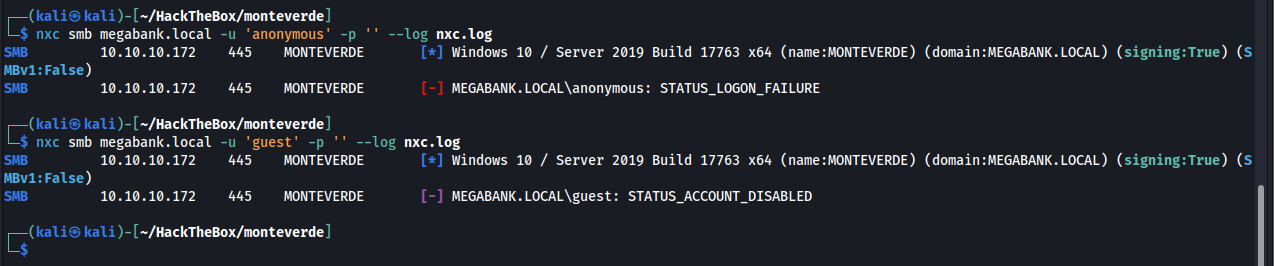 ┌──(kali㉿kali)-[~/HackTheBox/monteverde]
└─$ nxc smb megabank.local -u 'anonymous' -p '' --log nxc.log
SMB         10.10.10.172    445    MONTEVERDE       [*] Windows 10 / Server 2019 Build 17763 x64 (name:MONTEVERDE) (domain:MEGABANK.LOCAL) (signing:True) (S
MBv1:False)
SMB         10.10.10.172    445    MONTEVERDE       [-] MEGABANK.LOCAL\anonymous: STATUS_LOGON_FAILURE
┌──(kali㉿kali)-[~/HackTheBox/monteverde]
└─$ nxc smb megabank.local -u 'guest' -p '' --log nxc.log
SMB         10.10.10.172    445    MONTEVERDE       [*] Windows 10 / Server 2019 Build 17763 x64 (name:MONTEVERDE) (domain:MEGABANK.LOCAL) (signing:True) (S
MBv1:False)
SMB         10.10.10.172    445    MONTEVERDE       [-] MEGABANK.LOCAL\guest: STATUS_ACCOUNT_DISABLED
┌──(kali㉿kali)-[~/HackTheBox/monteverde]
└─$